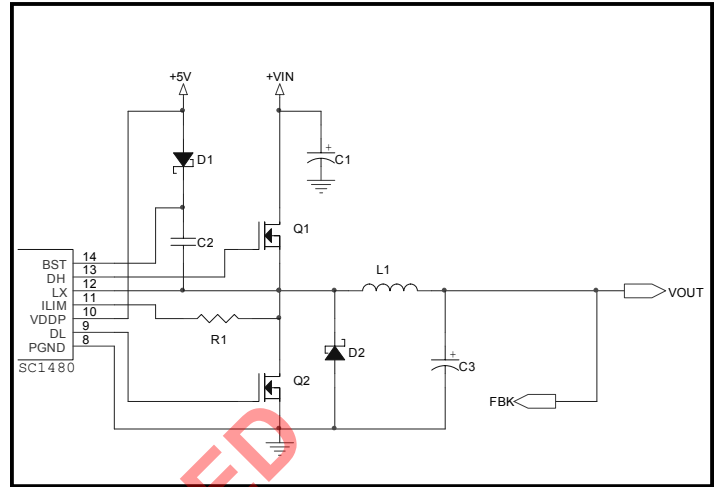 +5V
+VIN
D1
+
C1
Q1
14
BST
C2
13
DH
L1
12
LX
11
ILIM
VOUT
10
VDDP
R1
9
DL
D2
+
C3
8
PGND
SC1480
Q2
FBK
ED